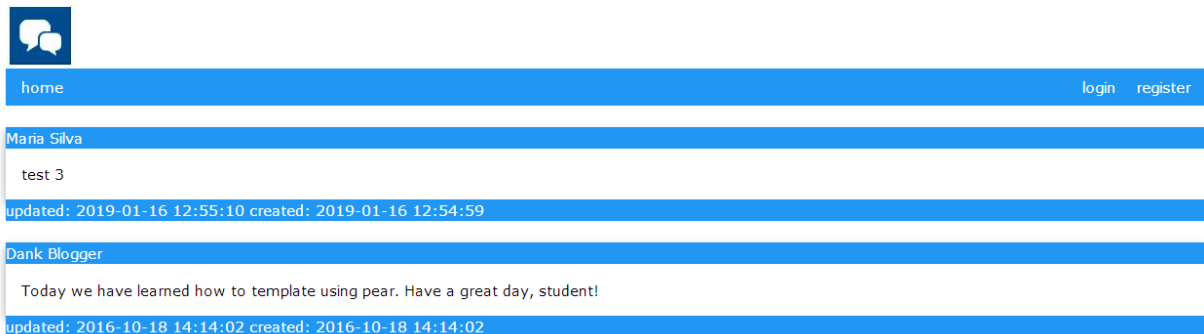 home login register
Maria Silva
test 3
updated: 2019-01-16 12:55:10 created: 2019-01-16 12:54:59
Dank Blogger
Today we have learned how to template using pear. Have a great day, student!
updated: 2016-10-18 14:14:02 created: 2016-10-18 14:14:02